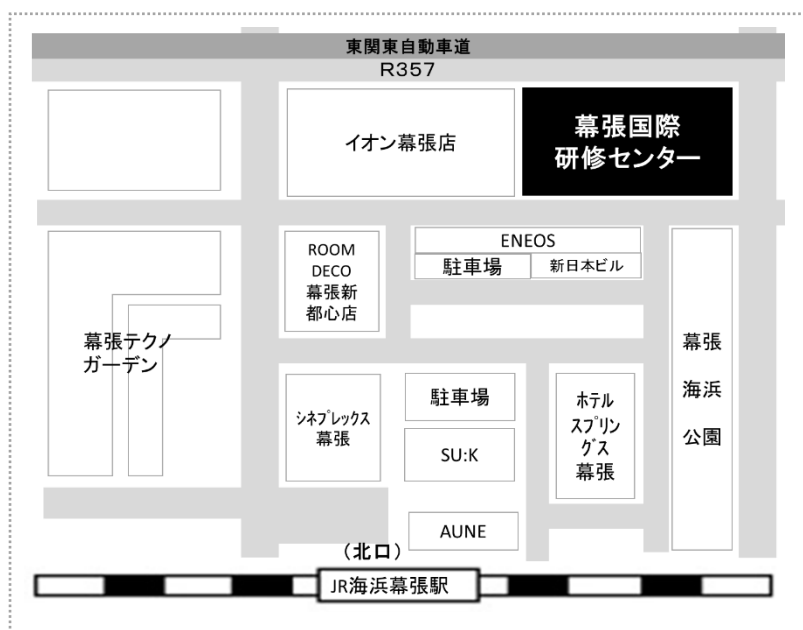 東関東自動車道
R357
イオン幕張店
幕張国際
研修センター
ROOM
DECO
幕張新
都心店
ENEOS
駐車場
新日本ビル
幕張テクノ
ガーデン
幕張
海浜
公園
シネプレックス
幕張
駐車場
SU:K
ホテル
スプリン
グス
幕張
AUNE
(北口)
JR海浜幕張駅